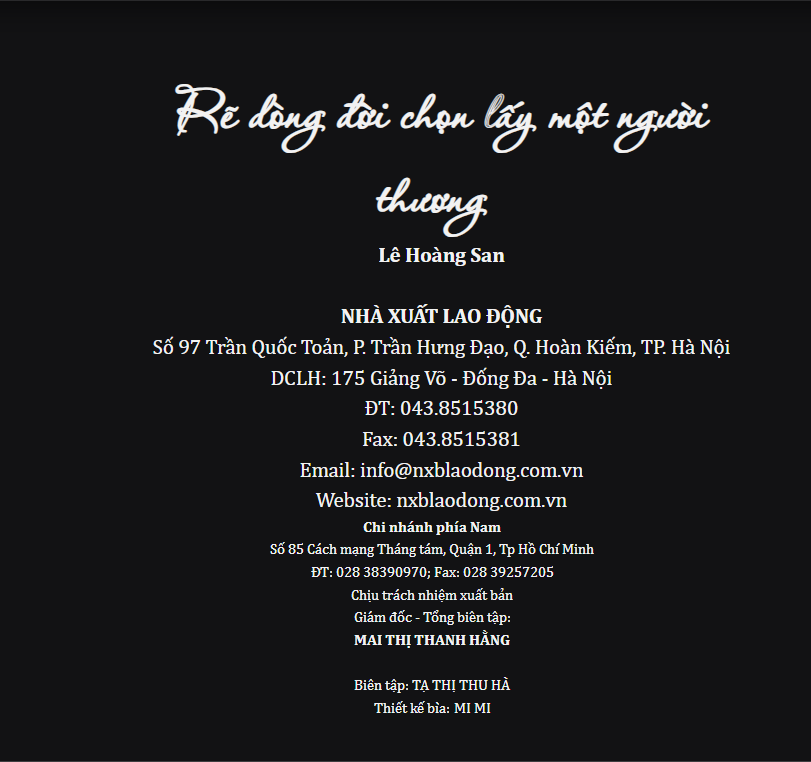 Rẽ dòng đời chọn lấy một người
thương
Lê Hoàng San
NHÀ XUẤT LAO ĐỘNG
Số 97 Trần Quốc Toản, P. Trần Hưng Đạo, Q. Hoàn Kiếm, TP. Hà Nội
DCLH: 175 Giảng Võ - Đống Đa - Hà Nội
ĐT: 043.8515380
Fax: 043.8515381
Email: info@nxblaodong.com.vn
Website: nxblaodong.com.vn
Chi nhánh phía Nam
Số 85 Cách mạng Tháng tám, Quận 1, Tp Hồ Chí Minh
ĐT: 028 38390970; Fax: 028 39257205
Chịu trách nhiệm xuất bản
Giám đốc - Tổng biên tập:
MAI THỊ THANH HẰNG
Biên tập: TẠ THỊ THU HÀ
Thiết kế bìa: MI MI